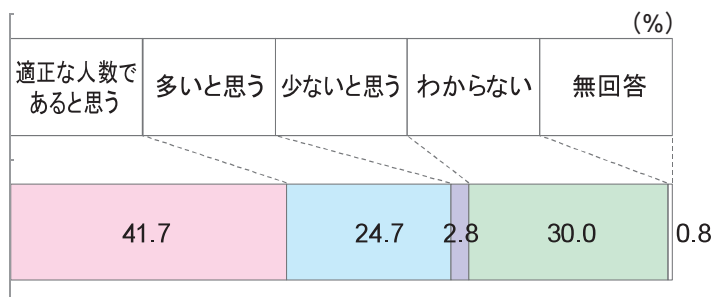 (%)
適正な人数で
あると思う
多いと思う
少ないと思う
わからない
無回答
41.7
24.7
2.8
30.0
0.8